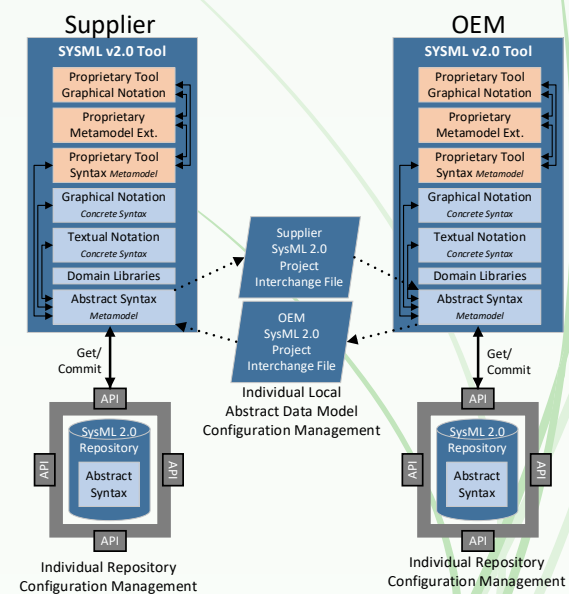 Supplier
SYSML v2.0 Tool
Proprietary Tool
Graphical Notation
Proprietary
Metamodel Ext.
Proprietary Tool
Syntax Metamodel
Graphical Notation
Concrete Syntax
Textual Notation
Concrete Syntax
Domain Libraries
Abstract Syntax
Metamodel
Get/
Commit
API
API
SysML 2.0
Repository
Abstract
Syntax
API
API
Individual Repository
Configuration Management
Supplier
SysML 2.0
Project
Interchange File
OEM
SysML 2.0
Project
Interchange File
Individual Local
Abstract Data Model
Configuration Management
OEM
SYSML v2.0 Tool
Proprietary Tool
Graphical Notation
Proprietary
Metamodel Ext.
Proprietary Tool
Syntax Metamodel
Graphical Notation
Concrete Syntax
Textual Notation
Concrete Syntax
Domain Libraries
Abstract Syntax
Metamodel
Get/
Commit
API
API
SysML 2.0
Repository
Abstract
Syntax
API
API
Individual Repository
Configuration Management